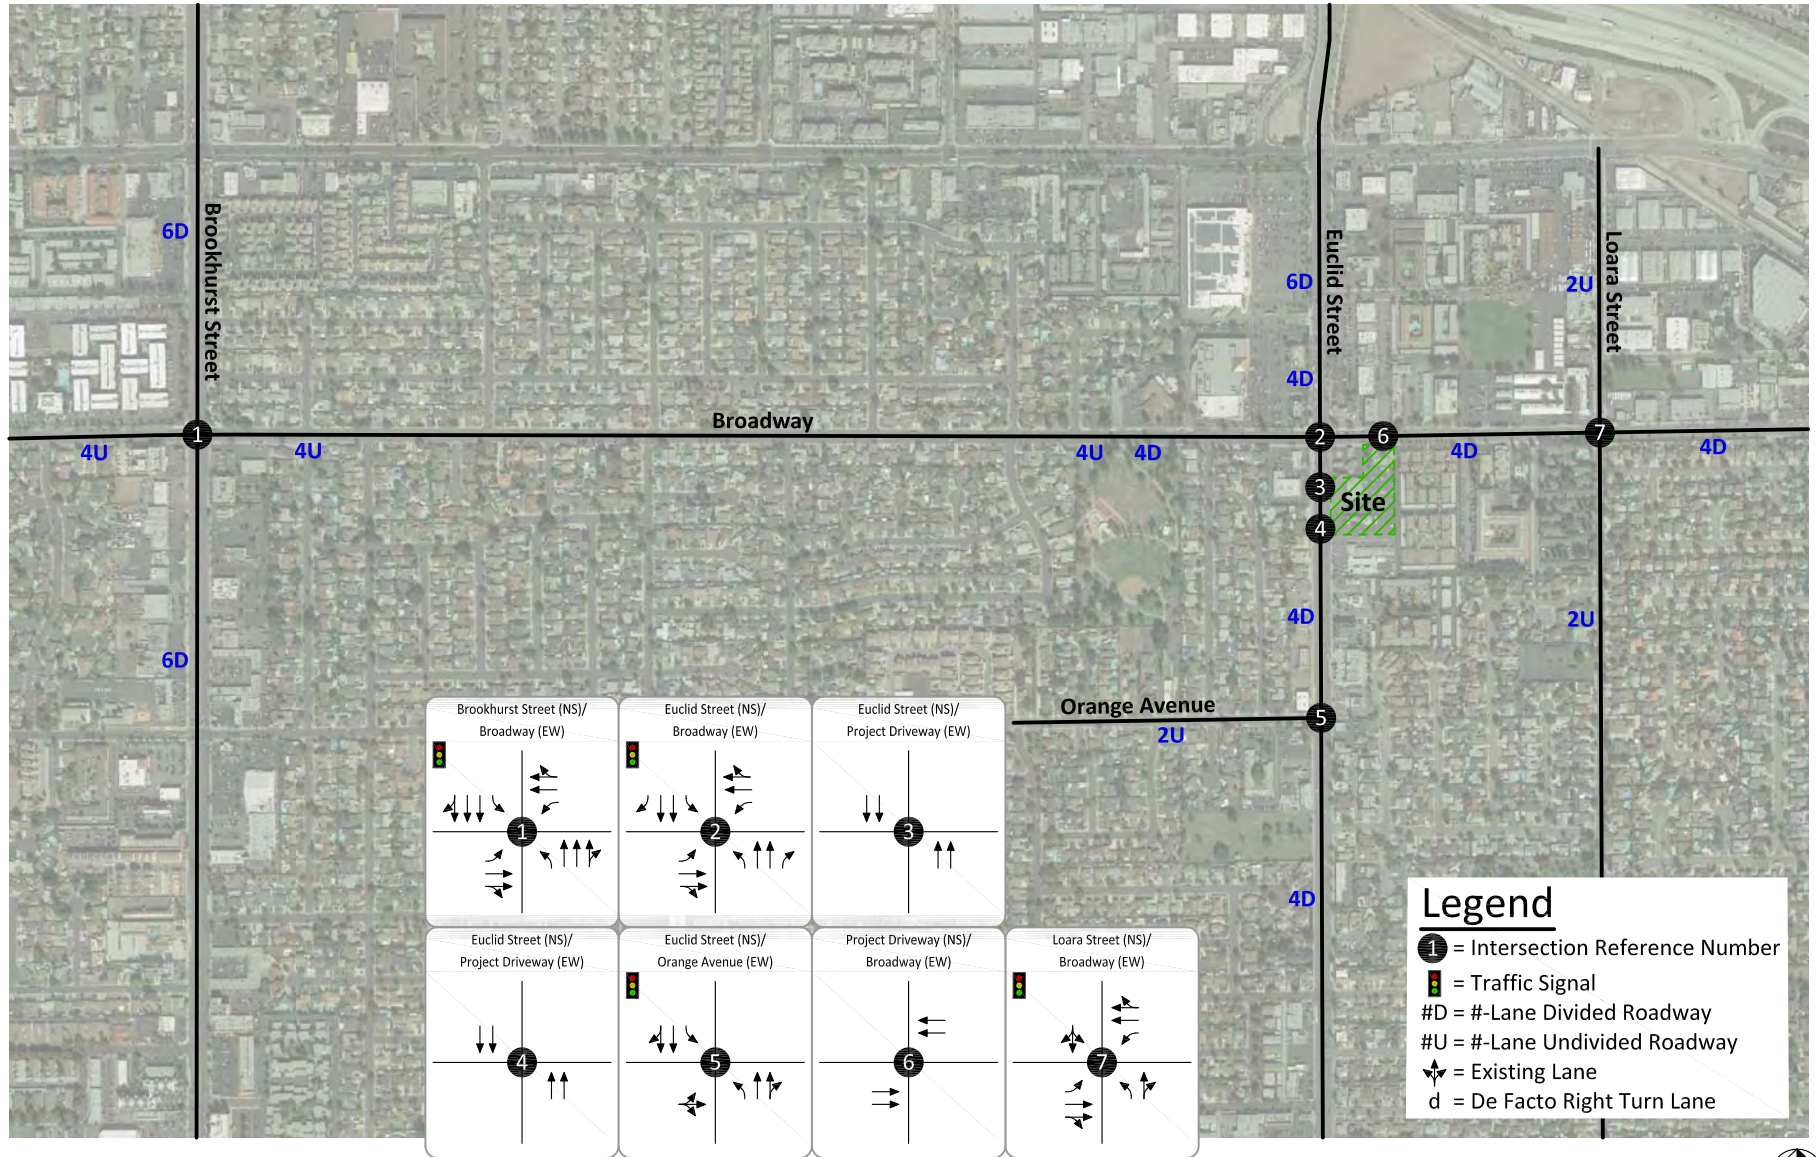 Brookhurst Street
Euclid Street
Loara Street
6D
6D
2U
4D
Broadway
1
2
6
7
4U
4U
4U
4D
4D
4D
3
Site
4
4D
2U
6D
Orange Avenue
5
2U
4D
Brookhurst Street (NS)/
Broadway (EW)
1
Euclid Street (NS)/
Broadway (EW)
2
Euclid Street (NS)/
Project Driveway (EW)
3
Euclid Street (NS)/
Project Driveway (EW)
4
Euclid Street (NS)/
Orange Avenue (EW)
5
Project Driveway (NS)/
Broadway (EW)
6
Loara Street (NS)/
Broadway (EW)
7
Legend
1 = Intersection Reference Number
= Traffic Signal
#D = #-Lane Divided Roadway
#U = #-Lane Undivided Roadway
= Existing Lane
d = De Facto Right Turn Lane